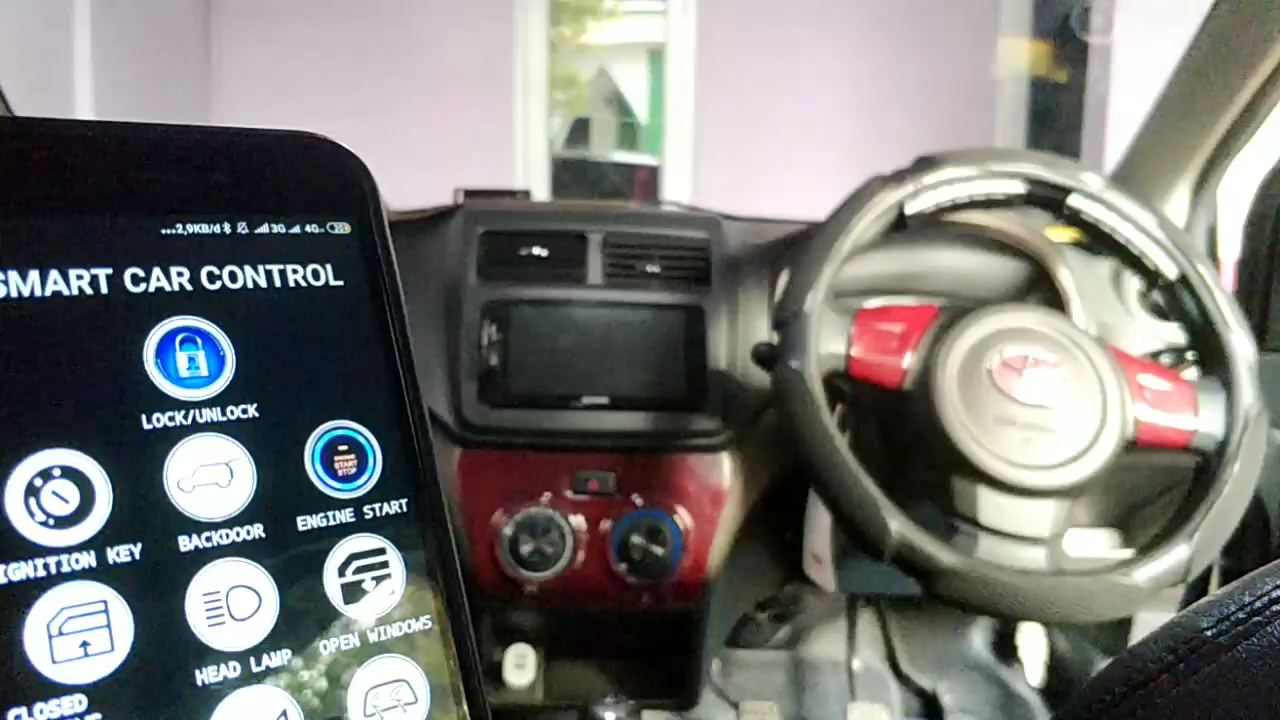 ...2,9KB/d 3G 4G
SMART CAR CONTROL
LOCK/UNLOCK
ENGINE START STOP
IGNITION KEY
BACKDOOR
ENGINE START
HEAD LAMP
OPEN WINDOWS
CLOSED